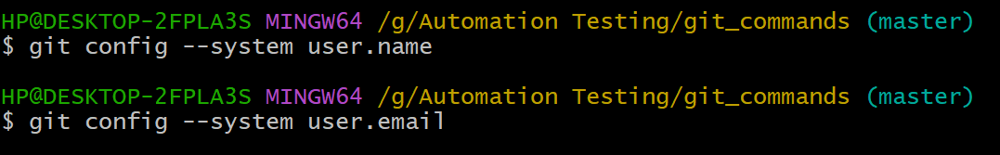 HP@DESKTOP-2FPLA3S MINGW64 /g/Automation Testing/git_commands (master)
$ git config --system user.name
HP@DESKTOP-2FPLA3S MINGW64 /g/Automation Testing/git_commands (master)
$ git config --system user.email